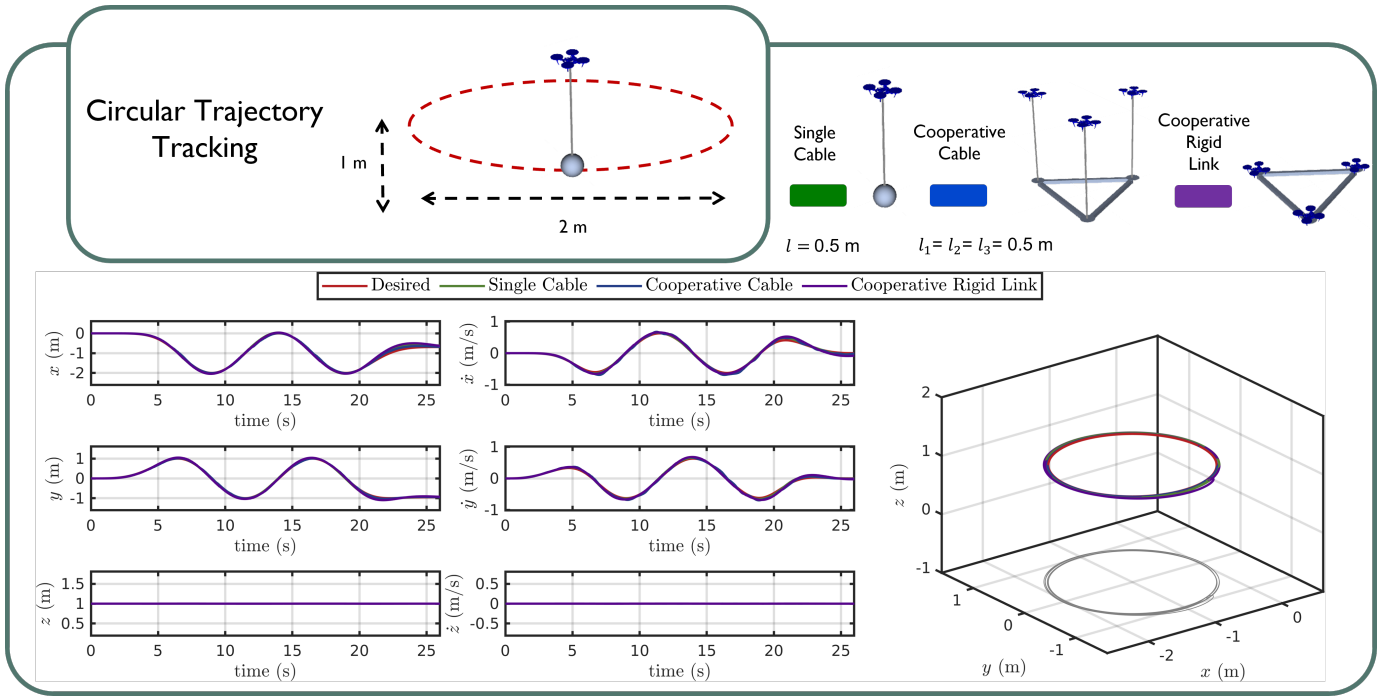 Circular Trajectory
Tracking
1 m
2 m
Single
Cable
l = 0.5 m
Cooperative
Cable
l₁= l₂= l₃= 0.5 m
Cooperative
Rigid
Link
Desired Single Cable Cooperative Cable Cooperative Rigid Link
x (m)
0
-1
-2
0 5 10 15 20 25
time (s)
ẋ (m/s)
1
0
-1
0 5 10 15 20 25
time (s)
y (m)
1
0
-1
0 5 10 15 20 25
time (s)
ẏ (m/s)
1
0
-1
0 5 10 15 20 25
time (s)
z (m)
1.5
1
0.5
0 5 10 15 20 25
time (s)
ż (m/s)
0.5
0
-0.5
0 5 10 15 20 25
time (s)
z (m)
2
1
0
-1
1
0
-1
y (m)
-2
-1
0
x (m)